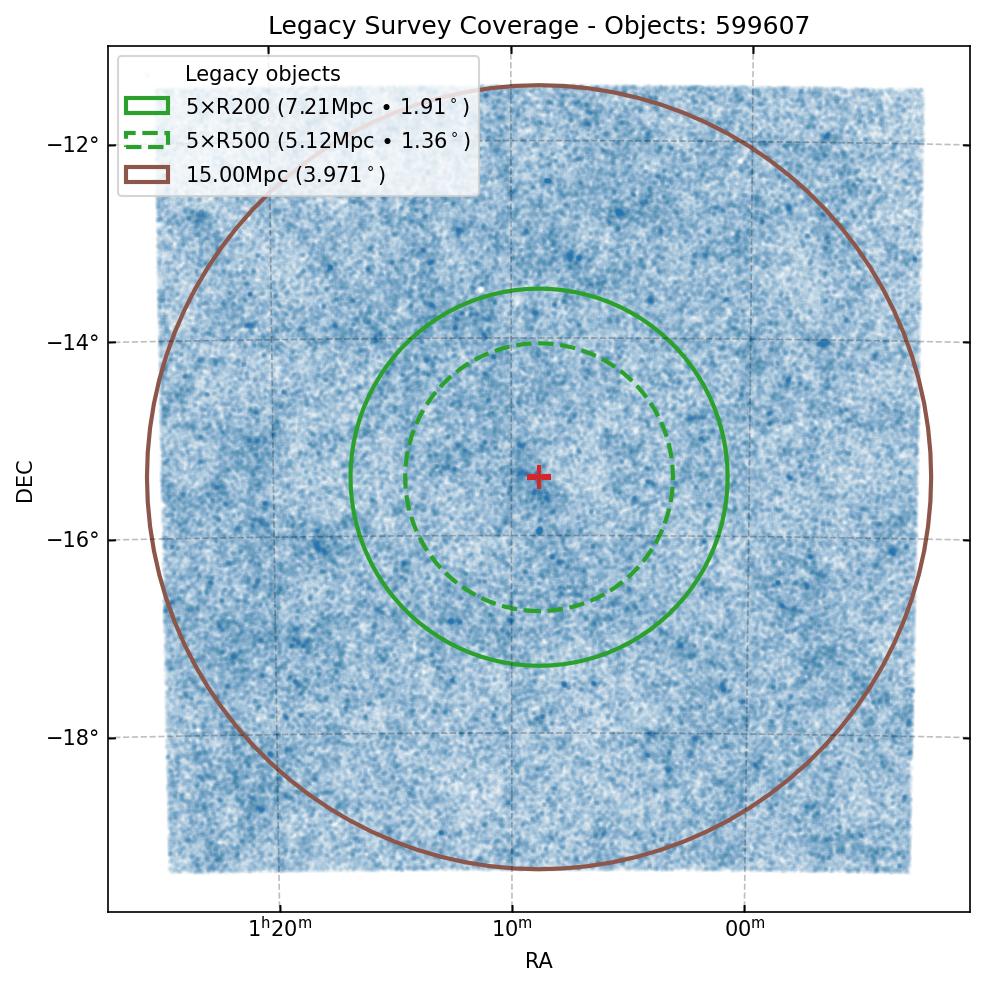 Legacy Survey Coverage - Objects: 599607
Legacy objects
5×R200 (7.21Mpc • 1.91°)
5×R500 (5.12Mpc • 1.36°)
15.00Mpc (3.971°)
−12°
−14°
−16°
−18°
DEC
1ʰ20ᵐ 10ᵐ 00ᵐ
RA